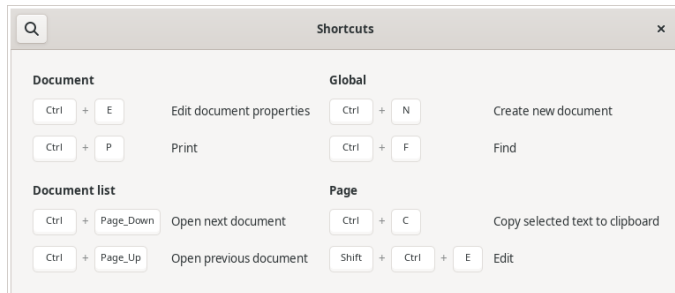 Shortcuts
Document
Ctrl + E Edit document properties
Ctrl + P Print
Document list
Ctrl + Page_Down Open next document
Ctrl + Page_Up Open previous document
Global
Ctrl + N Create new document
Ctrl + F Find
Page
Ctrl + C Copy selected text to clipboard
Shift + Ctrl + E Edit